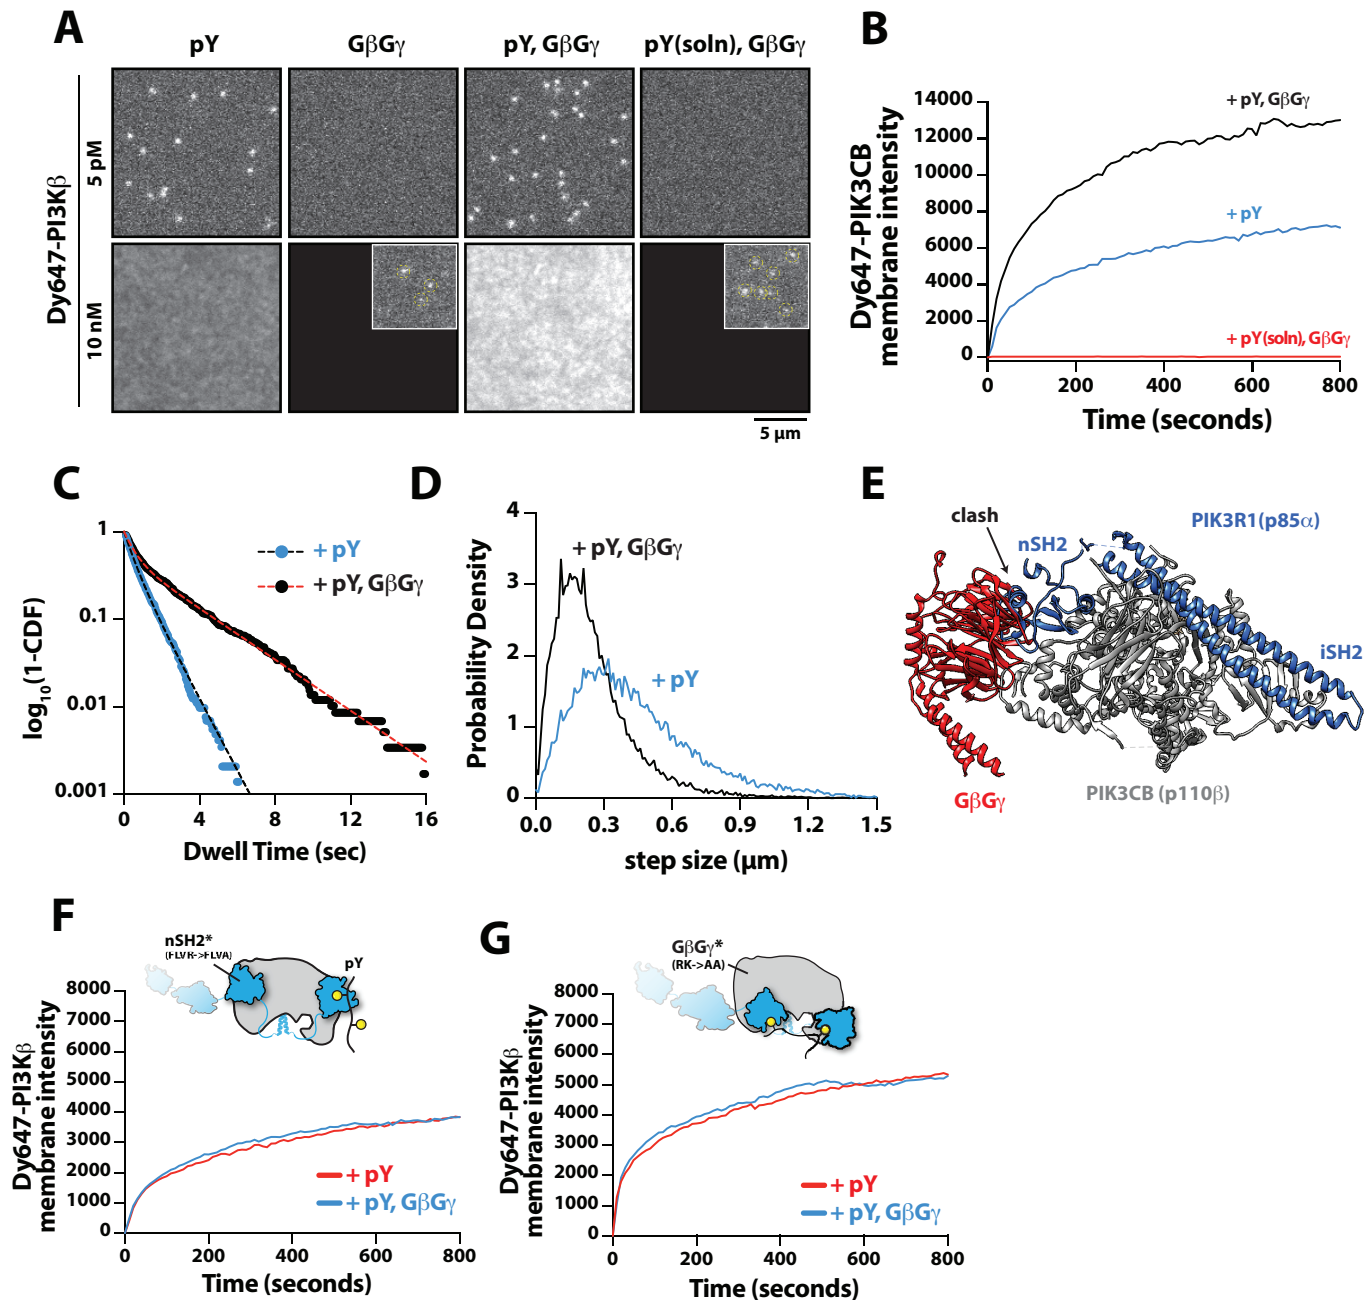 A
pY
GβGγ
pY, GβGγ
pY(soln), GβGγ
Dy647-PI3Kβ
5 pM
10 nM
5 µm
B
Dy647-PIK3CB
membrane intensity
14000
12000
10000
8000
6000
4000
2000
0
+ pY, GβGγ
+ pY
+ pY(soln), GβGγ
0
200
400
600
800
Time (seconds)
C
log10(1-CDF)
1
0.1
0.01
0.001
+ pY
+ pY, GβGγ
0
4
8
12
16
Dwell Time (sec)
D
Probability Density
4
3
2
1
0
+ pY, GβGγ
+ pY
0.0
0.3
0.6
0.9
1.2
1.5
step size (µm)
E
clash
nSH2
PIK3R1(p85α)
iSH2
GβGγ
PIK3CB (p110β)
F
nSH2*
(FLVR->FLVA)
pY
Dy647-PI3Kβ
membrane intensity
8000
7000
6000
5000
4000
3000
2000
1000
0
+ pY
+ pY, GβGγ
0
200
400
600
800
Time (seconds)
G
GβGγ*
(RK->AA)
Dy647-PI3Kβ
membrane intensity
8000
7000
6000
5000
4000
3000
2000
1000
0
+ pY
+ pY, GβGγ
0
200
400
600
800
Time (seconds)